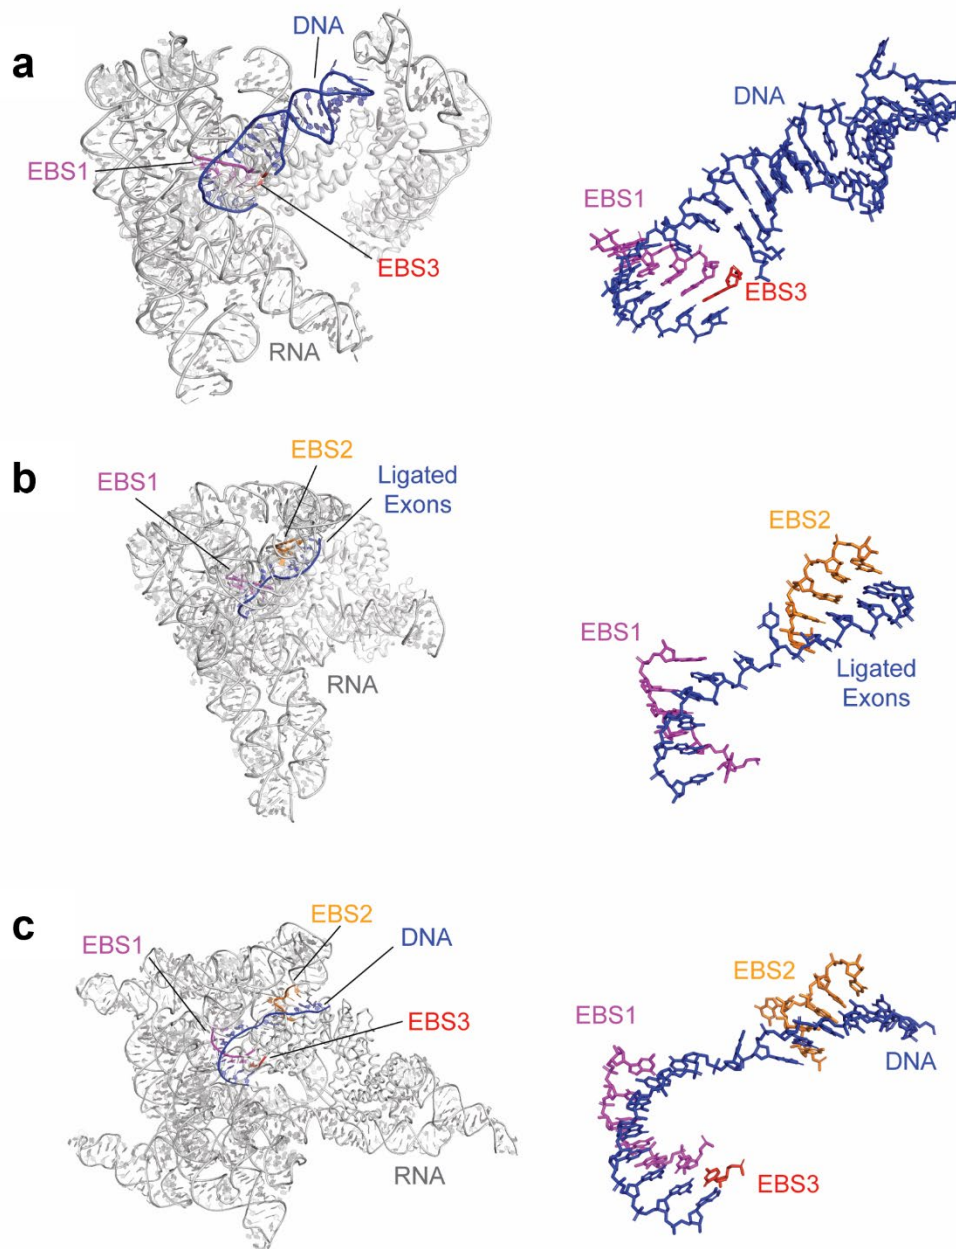 a
DNA
EBS1
EBS3
RNA
DNA
EBS1
EBS3
b
EBS2
EBS1
Ligated
Exons
RNA
EBS2
EBS1
Ligated
Exons
c
EBS2
EBS1
DNA
EBS3
RNA
EBS2
EBS1
DNA
EBS3